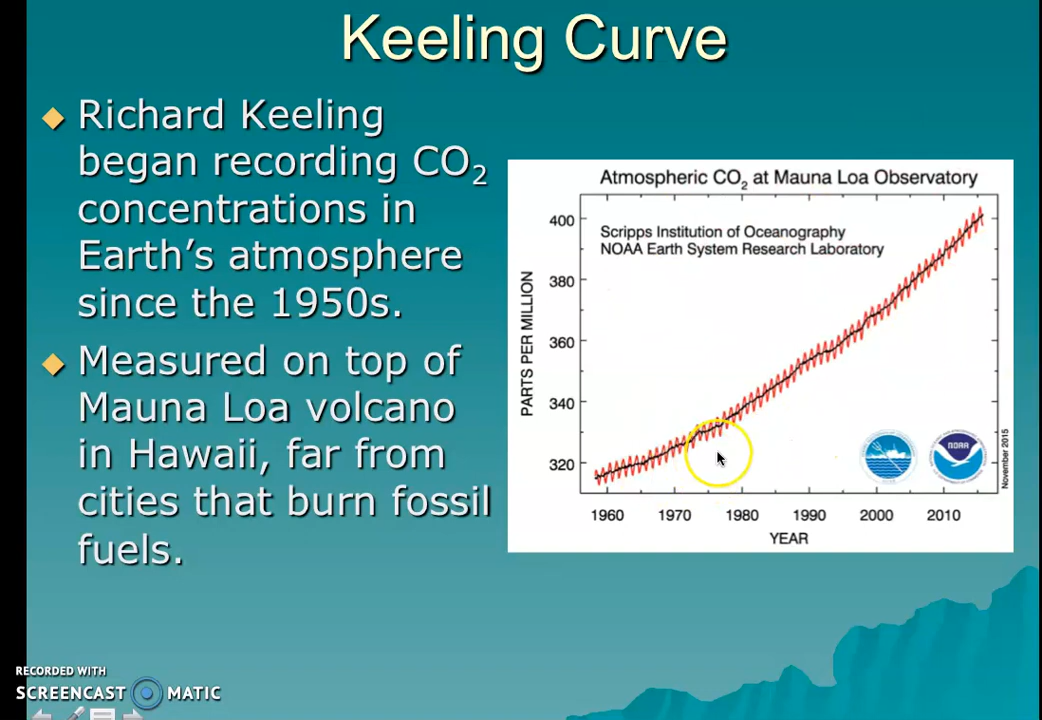 Keeling Curve
Richard Keeling
began recording CO₂
concentrations in
Earth's atmosphere
since the 1950s.
Measured on top of
Mauna Loa volcano
in Hawaii, far from
cities that burn fossil
fuels.
Atmospheric CO₂ at Mauna Loa Observatory
Scripps Institution of Oceanography
NOAA Earth System Research Laboratory
PARTS PER MILLION
400
380
360
340
320
1960 1970 1980 1990 2000 2010
YEAR
NOAA
November 2015
RECORDED WITH
SCREENCAST MATIC